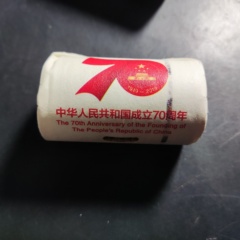 70
中华人民共和国成立70周年
The 70th Anniversary of the Founding of
The People's Republic of China